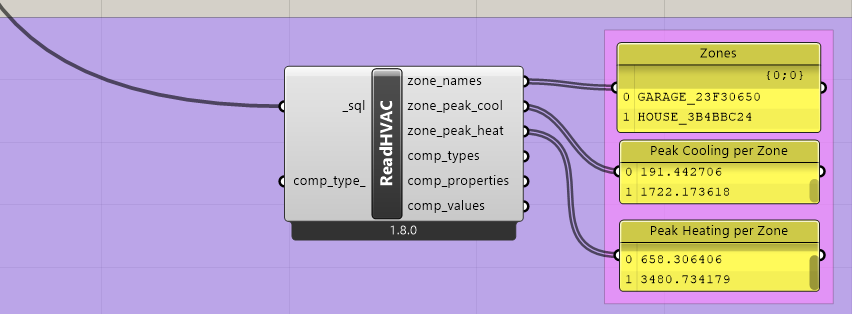 _sql
comp_type_
ReadHVAC
zone_names
zone_peak_cool
zone_peak_heat
comp_types
comp_properties
comp_values
1.8.0
Zones
{0;0}
0 GARAGE_23F30650
1 HOUSE_3B4BBC24
Peak Cooling per Zone
0 191.442706
1 1722.173618
Peak Heating per Zone
0 658.306406
1 3480.734179